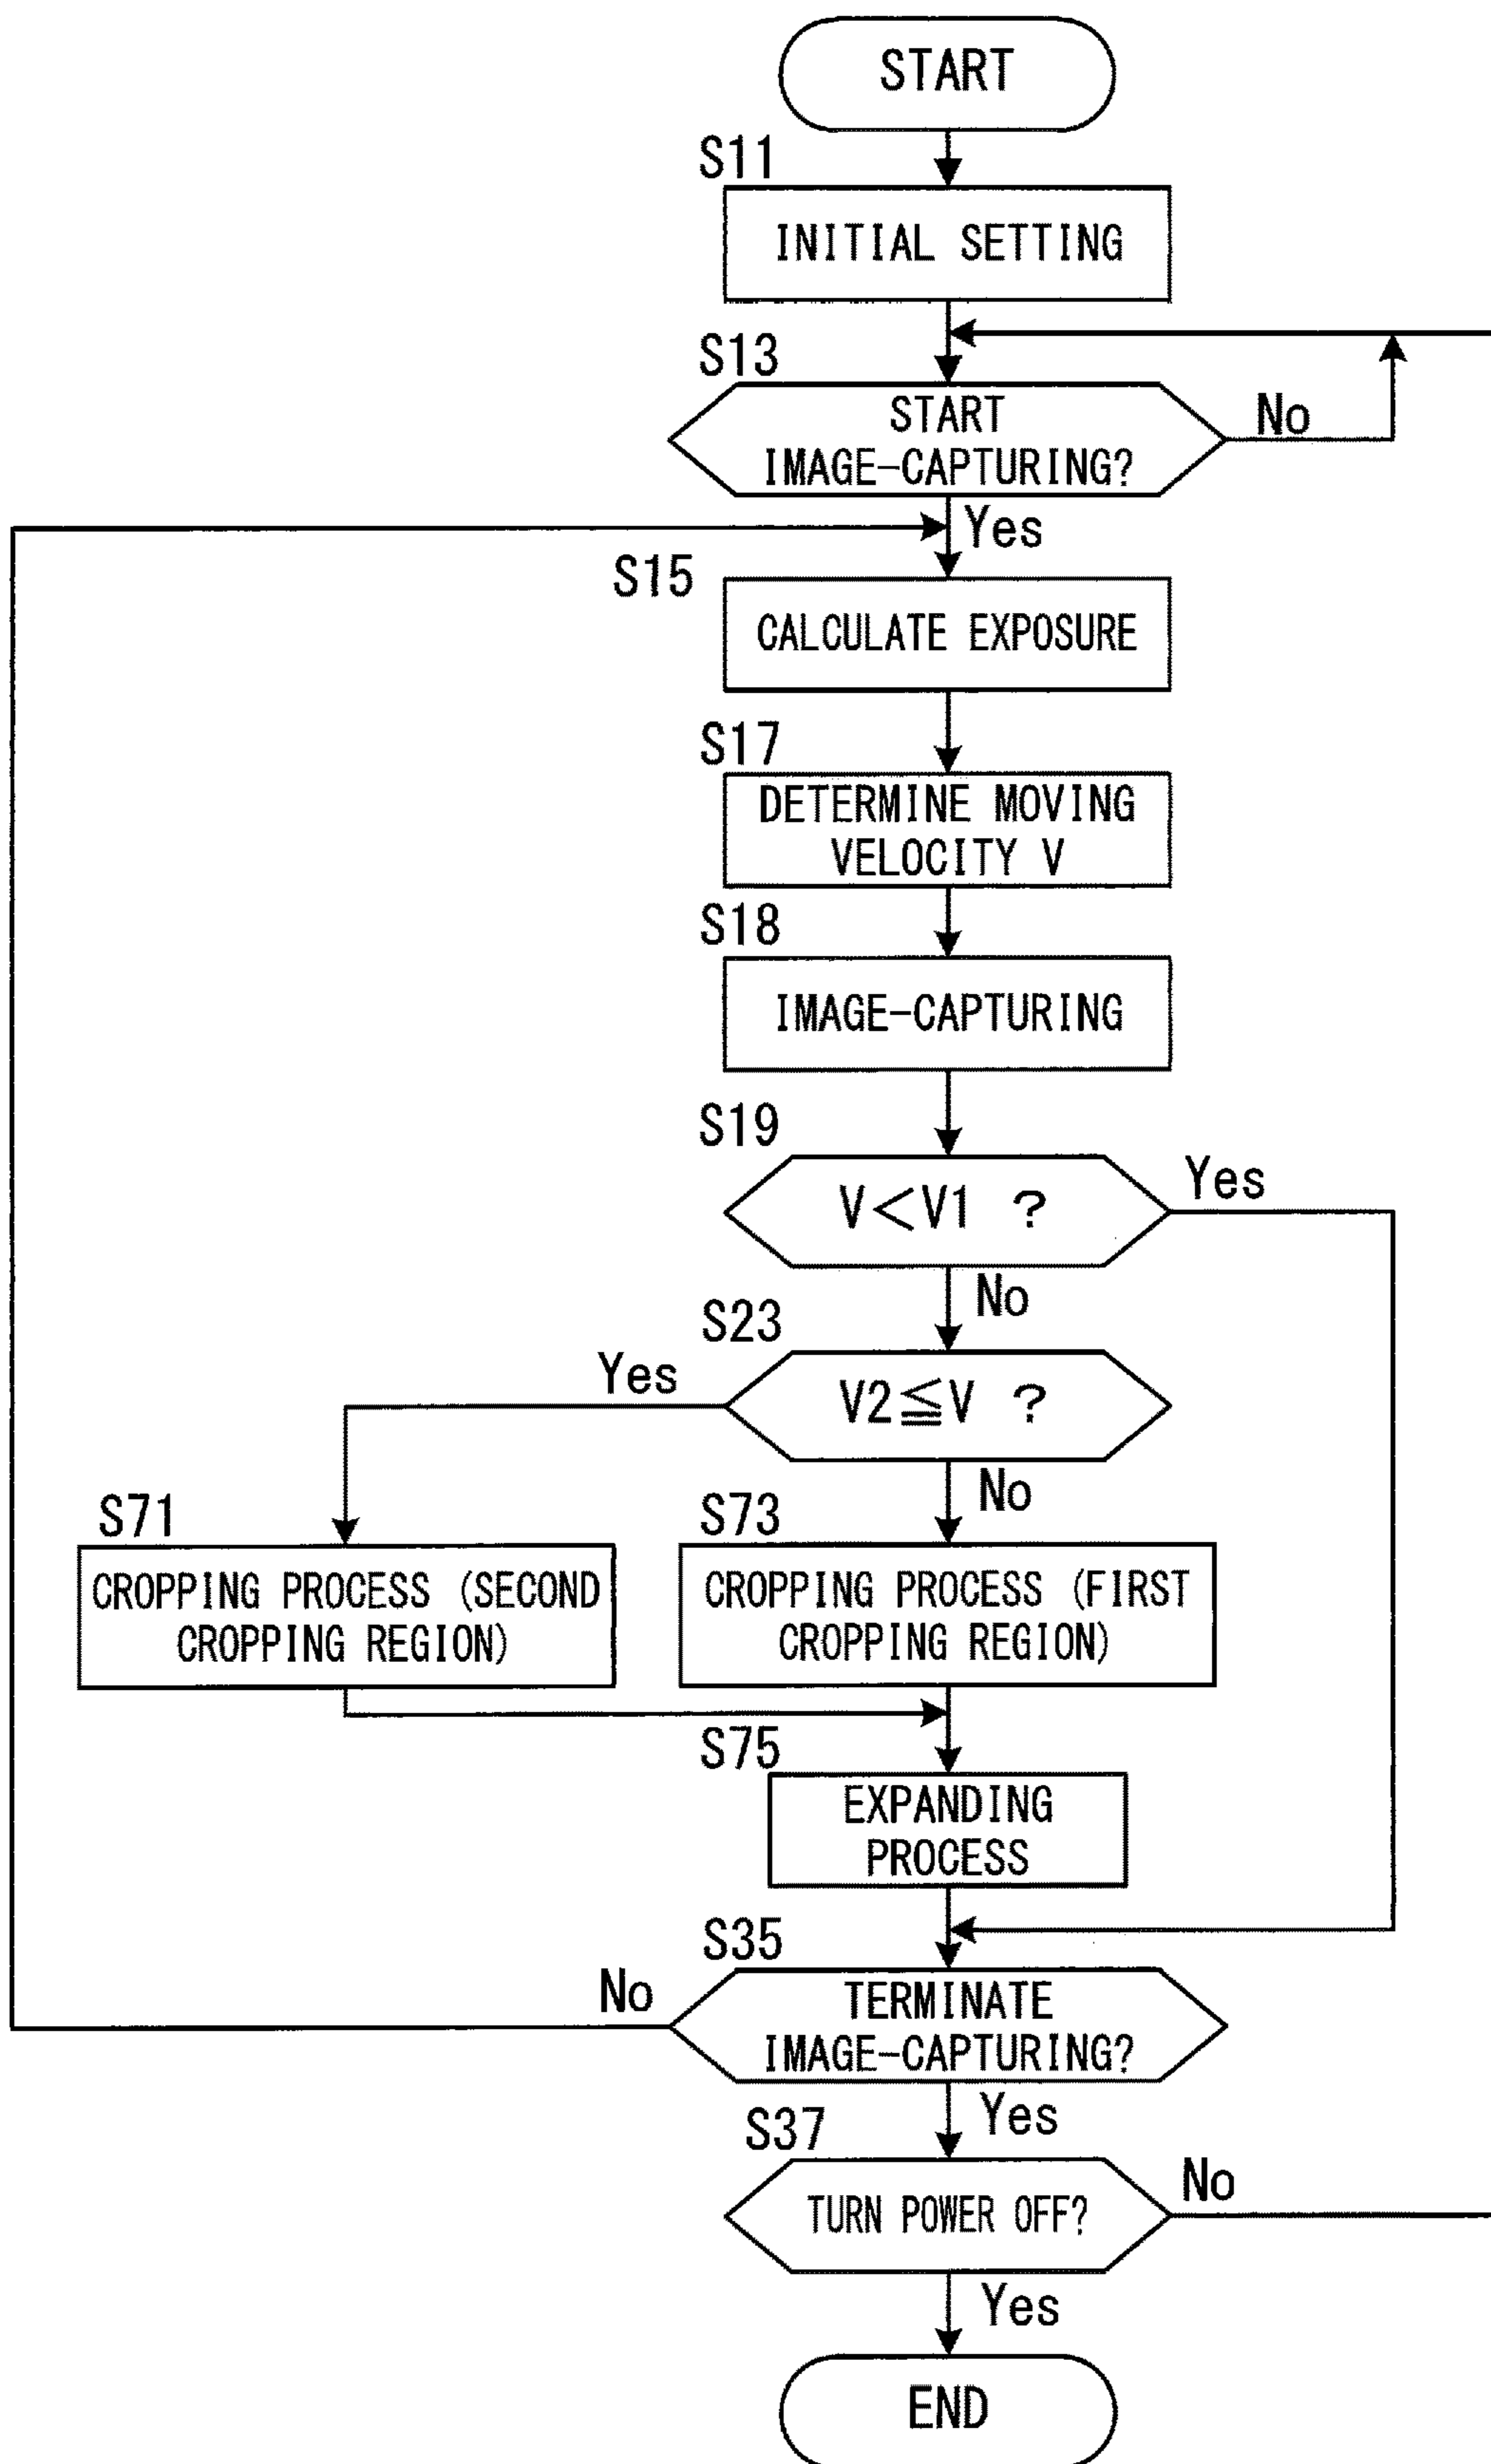 START
S11
INITIAL SETTING
S13
START
IMAGE-CAPTURING?
No
Yes
S15
CALCULATE EXPOSURE
S17
DETERMINE MOVING
VELOCITY V
S18
IMAGE-CAPTURING
S19
V<V1 ?
Yes
No
S23
Yes
V2≦V ?
No
S71
CROPPING PROCESS (SECOND
CROPPING REGION)
S73
CROPPING PROCESS (FIRST
CROPPING REGION)
S75
EXPANDING
PROCESS
S35
No
TERMINATE
IMAGE-CAPTURING?
Yes
S37
TURN POWER OFF?
No
Yes
END